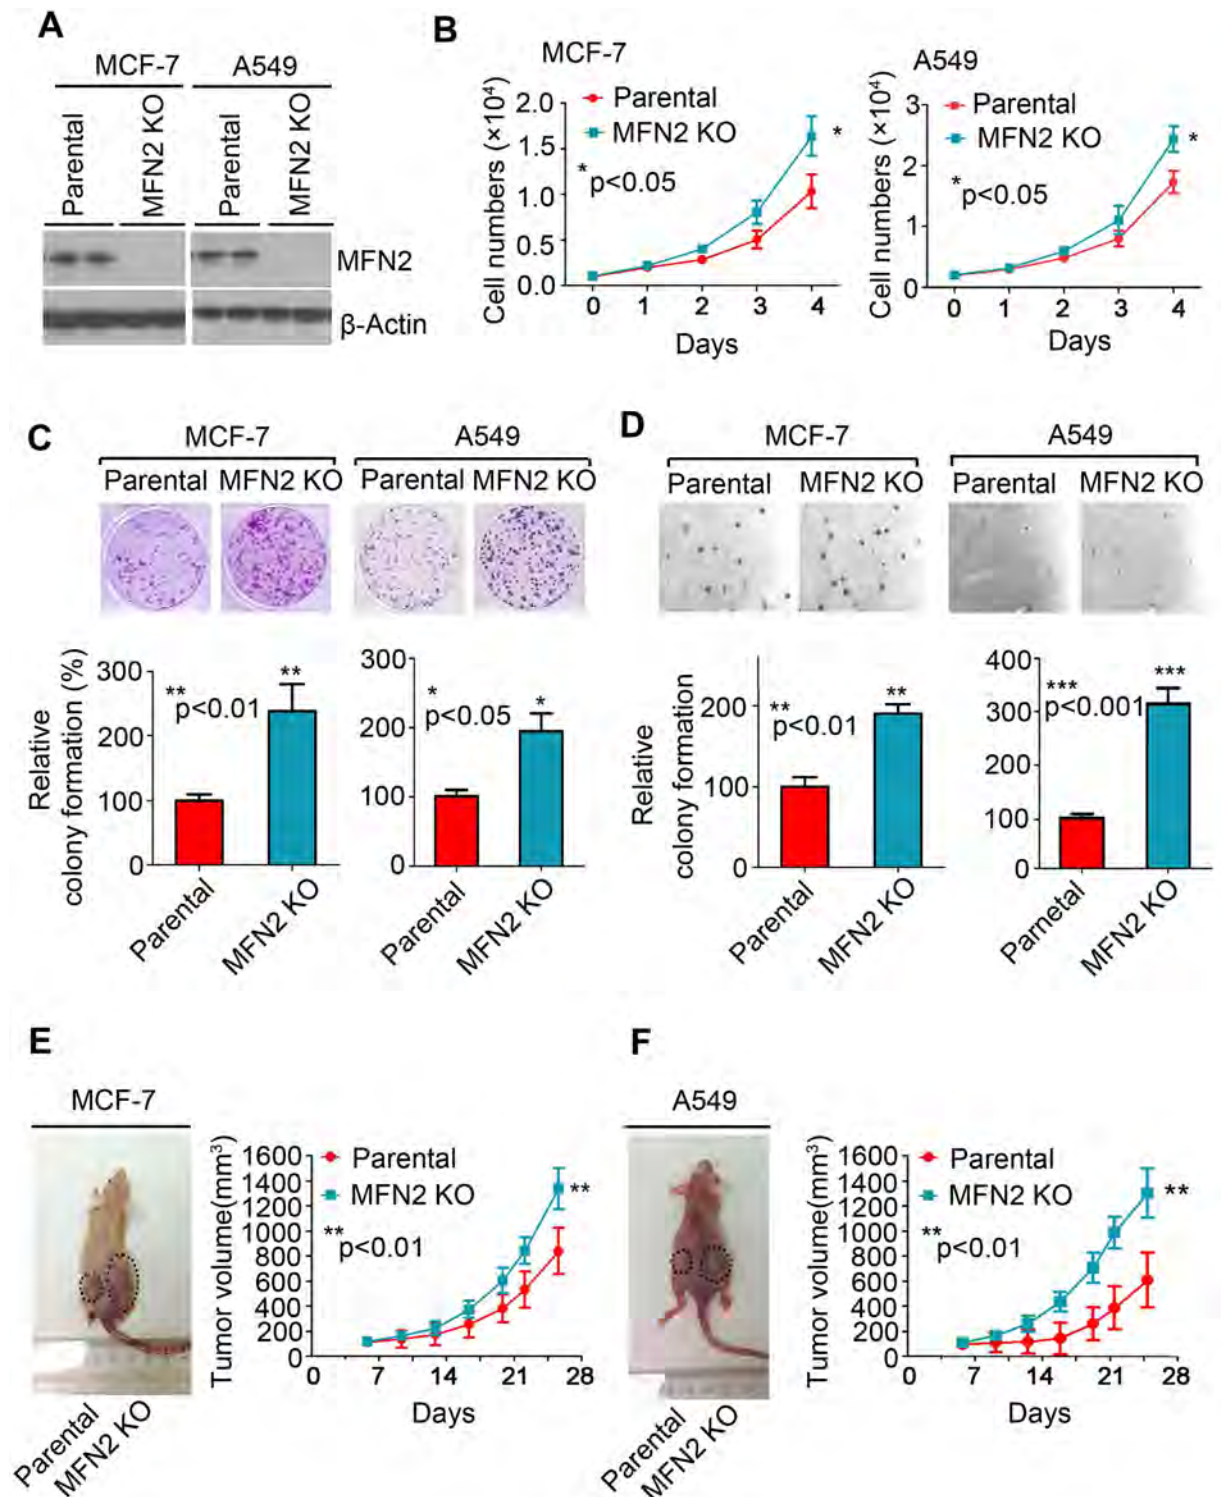 A
MCF-7 A549
Parental
MFN2 KO
Parental
MFN2 KO
MFN2
β-Actin
B
MCF-7
Parental
MFN2 KO
* p<0.05
*
Cell numbers (×10⁴)
2.0
1.5
1.0
0.5
0.0
0 1 2 3 4
Days
A549
Parental
MFN2 KO
* p<0.05
*
Cell numbers (×10⁴)
3
2
1
0
0 1 2 3 4
Days
C
MCF-7 A549
Parental MFN2 KO Parental MFN2 KO
Relative
colony formation (%)
300
200
100
0
** p<0.01
**
Parental
MFN2 KO
300
200
100
0
* p<0.05
*
Parental
MFN2 KO
D
MCF-7 A549
Parental MFN2 KO Parental MFN2 KO
Relative
colony formation
200
100
0
** p<0.01
**
Parental
MFN2 KO
400
300
200
100
0
*** p<0.001
***
Parnetal
MFN2 KO
E
MCF-7
Parental
MFN2 KO
Tumor volume(mm³)
1600
1400
1200
1000
800
600
400
200
0
Parental
MFN2 KO
** p<0.01
**
0 7 14 21 28
Days
F
A549
Parental
MFN2 KO
Tumor volume(mm³)
1600
1400
1200
1000
800
600
400
200
0
Parental
MFN2 KO
** p<0.01
**
0 7 14 21 28
Days